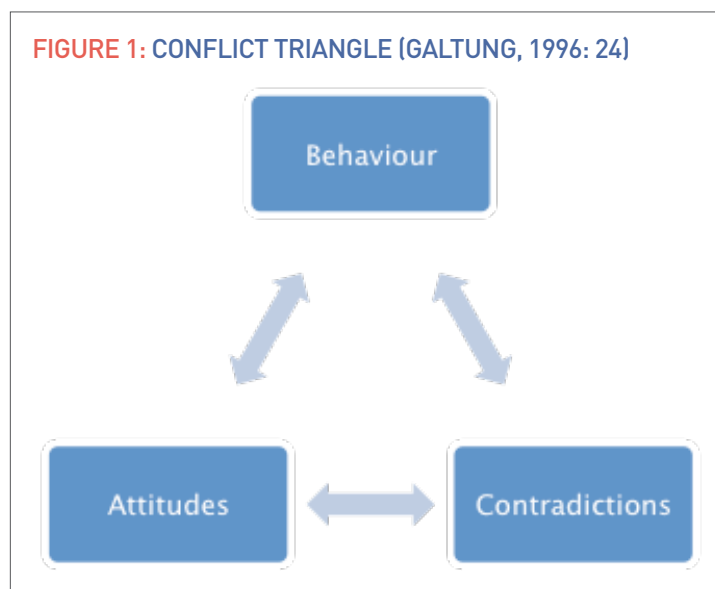 FIGURE 1: CONFLICT TRIANGLE (GALTUNG, 1996: 24)
Behaviour
Attitudes
Contradictions